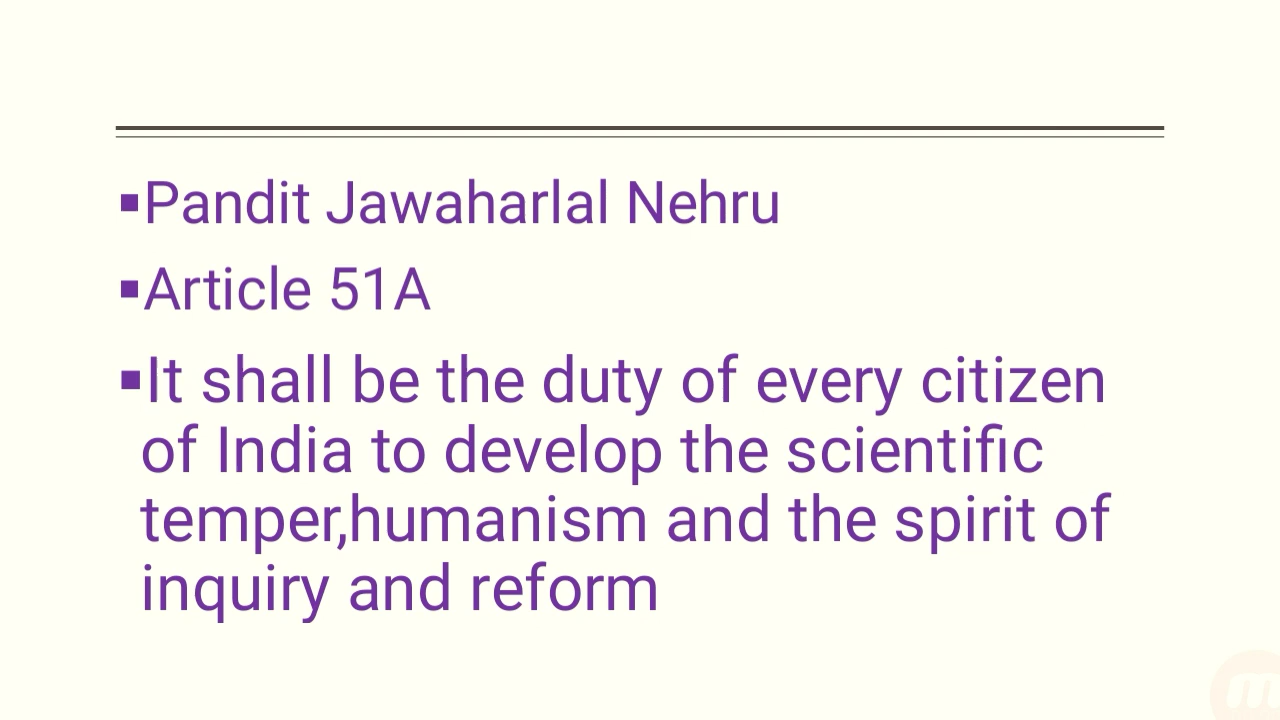 ▪Pandit Jawaharlal Nehru
▪Article 51A
▪It shall be the duty of every citizen
of India to develop the scientific
temper,humanism and the spirit of
inquiry and reform
m